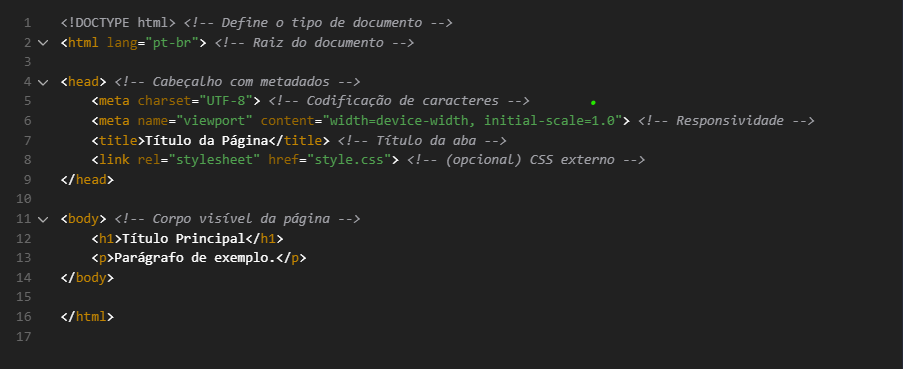 1 <!DOCTYPE html> <!-- Define o tipo de documento -->
2 <html lang="pt-br"> <!-- Raiz do documento -->
3
4 <head> <!-- Cabeçalho com metadados -->
5 <meta charset="UTF-8"> <!-- Codificação de caracteres -->
6 <meta name="viewport" content="width=device-width, initial-scale=1.0"> <!-- Responsividade -->
7 <title>Título da Página</title> <!-- Título da aba -->
8 <link rel="stylesheet" href="style.css"> <!-- (opcional) CSS externo -->
9 </head>
10
11 <body> <!-- Corpo visível da página -->
12 <h1>Título Principal</h1>
13 <p>Parágrafo de exemplo.</p>
14 </body>
15
16 </html>
17